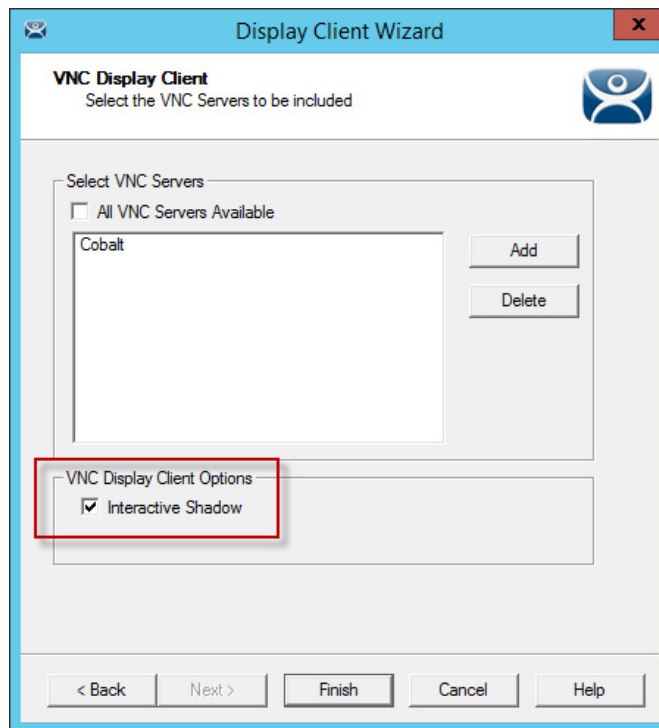 Display Client Wizard
x
VNC Display Client
Select the VNC Servers to be included
Select VNC Servers
All VNC Servers Available
Cobalt
Add
Delete
VNC Display Client Options
Interactive Shadow
< Back
Next >
Finish
Cancel
Help